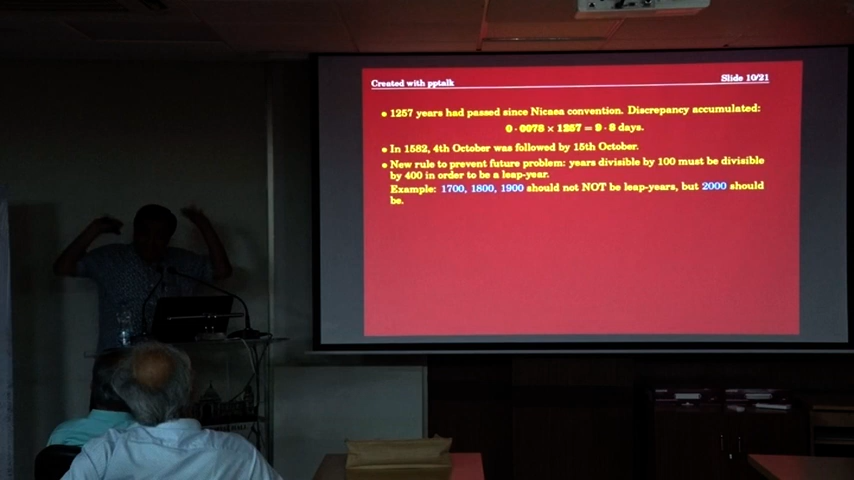 Created with pptalk
Slide 10/21
• 1257 years had passed since Nicaea convention. Discrepancy accumulated:
0·0078 × 1257 = 9·8 days.
• In 1582, 4th October was followed by 15th October.
• New rule to prevent future problem: years divisible by 100 must be divisible
by 400 in order to be a leap-year.
Example: 1700, 1800, 1900 should not NOT be leap-years, but 2000 should
be.